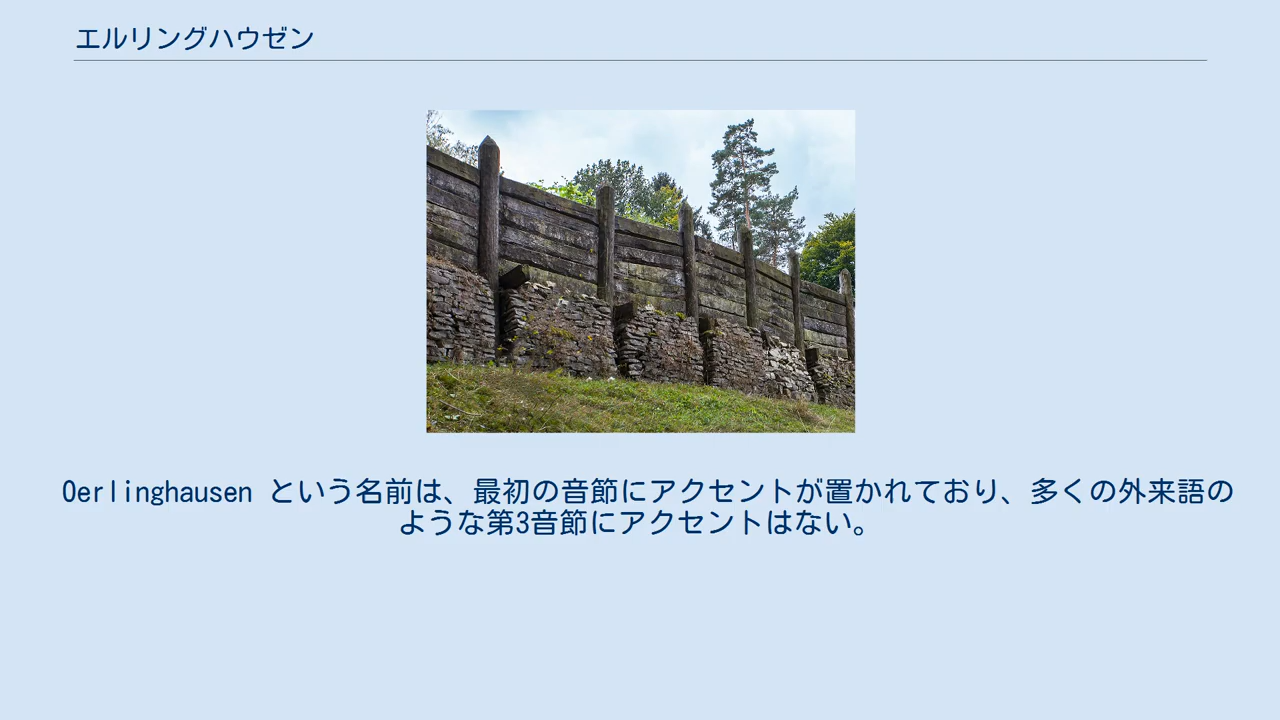 エルリングハウゼン
Oerlinghausen という名前は、最初の音節にアクセントが置かれており、多くの外来語の
ような第3音節にアクセントはない。